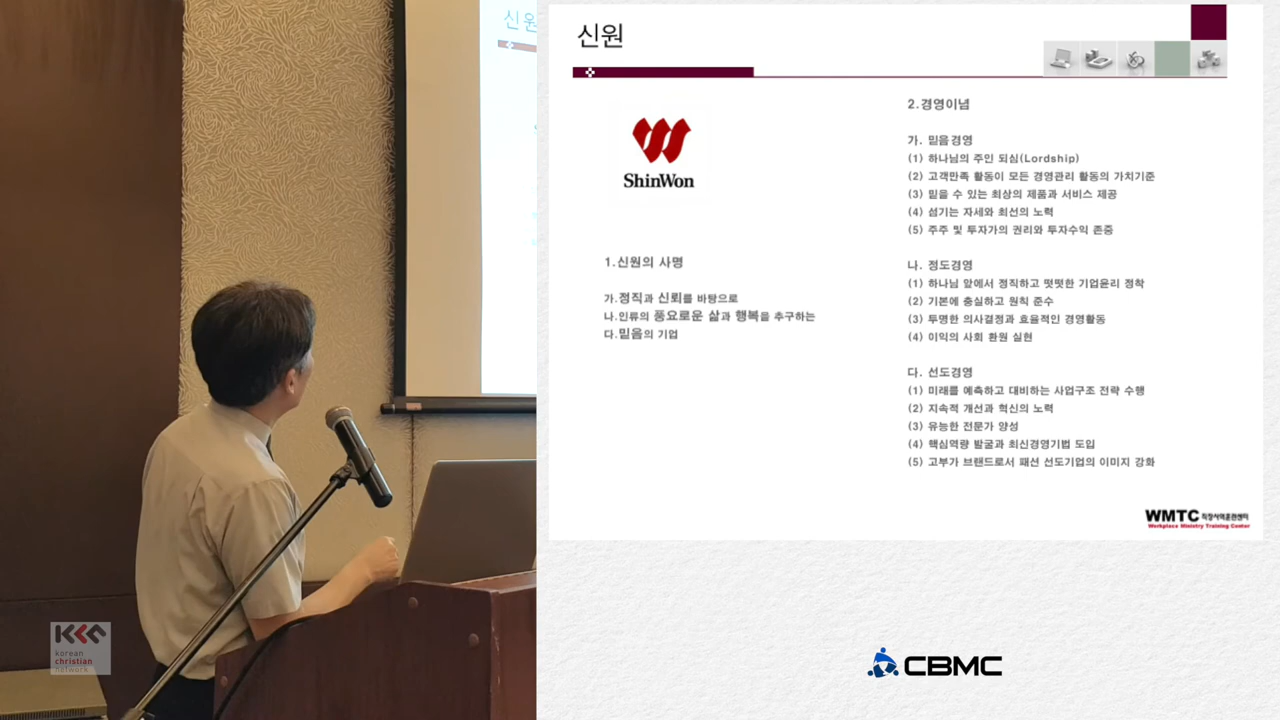 신원
신원
ShinWon
1.신원의 사명
가.정직과 신뢰를 바탕으로
나.인류의 풍요로운 삶과 행복을 추구하는
다.믿음의 기업
2.경영이념
가. 믿음경영
(1) 하나님의 주인 되심(Lordship)
(2) 고객만족 활동이 모든 경영관리 활동의 가치기준
(3) 믿을 수 있는 최상의 제품과 서비스 제공
(4) 섬기는 자세와 최선의 노력
(5) 주주 및 투자가의 권리와 투자수익 존중
나. 정도경영
(1) 하나님 앞에서 정직하고 떳떳한 기업윤리 정착
(2) 기본에 충실하고 원칙 준수
(3) 투명한 의사결정과 효율적인 경영활동
(4) 이익의 사회 환원 실현
다. 선도경영
(1) 미래를 예측하고 대비하는 사업구조 전략 수행
(2) 지속적 개선과 혁신의 노력
(3) 유능한 전문가 양성
(4) 핵심역량 발굴과 최신경영기법 도입
(5) 고부가 브랜드로서 패션 선도기업의 이미지 강화
WMTC 직장사역훈련센터
Workplace Ministry Training Center
KCN
korean
christian
network
CBMC